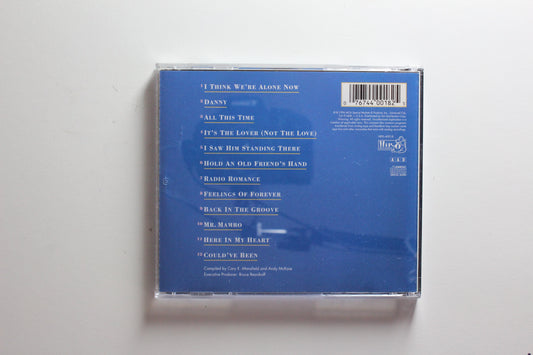 1 I Think We're Alone Now
2 Danny
3 All This Time
4 It's The Lover (Not The Love)
5 I Saw Him Standing There
6 Hold An Old Friend's Hand
7 Radio Romance
8 Feelings Of Forever
9 Back In The Groove
10 Mr. Mambo
11 Here In My Heart
12 Could've Been
Compiled by Cary E. Mansfield and Andy McKaie
Executive Producer: Bruce Resnikoff
0 76744 00182 1